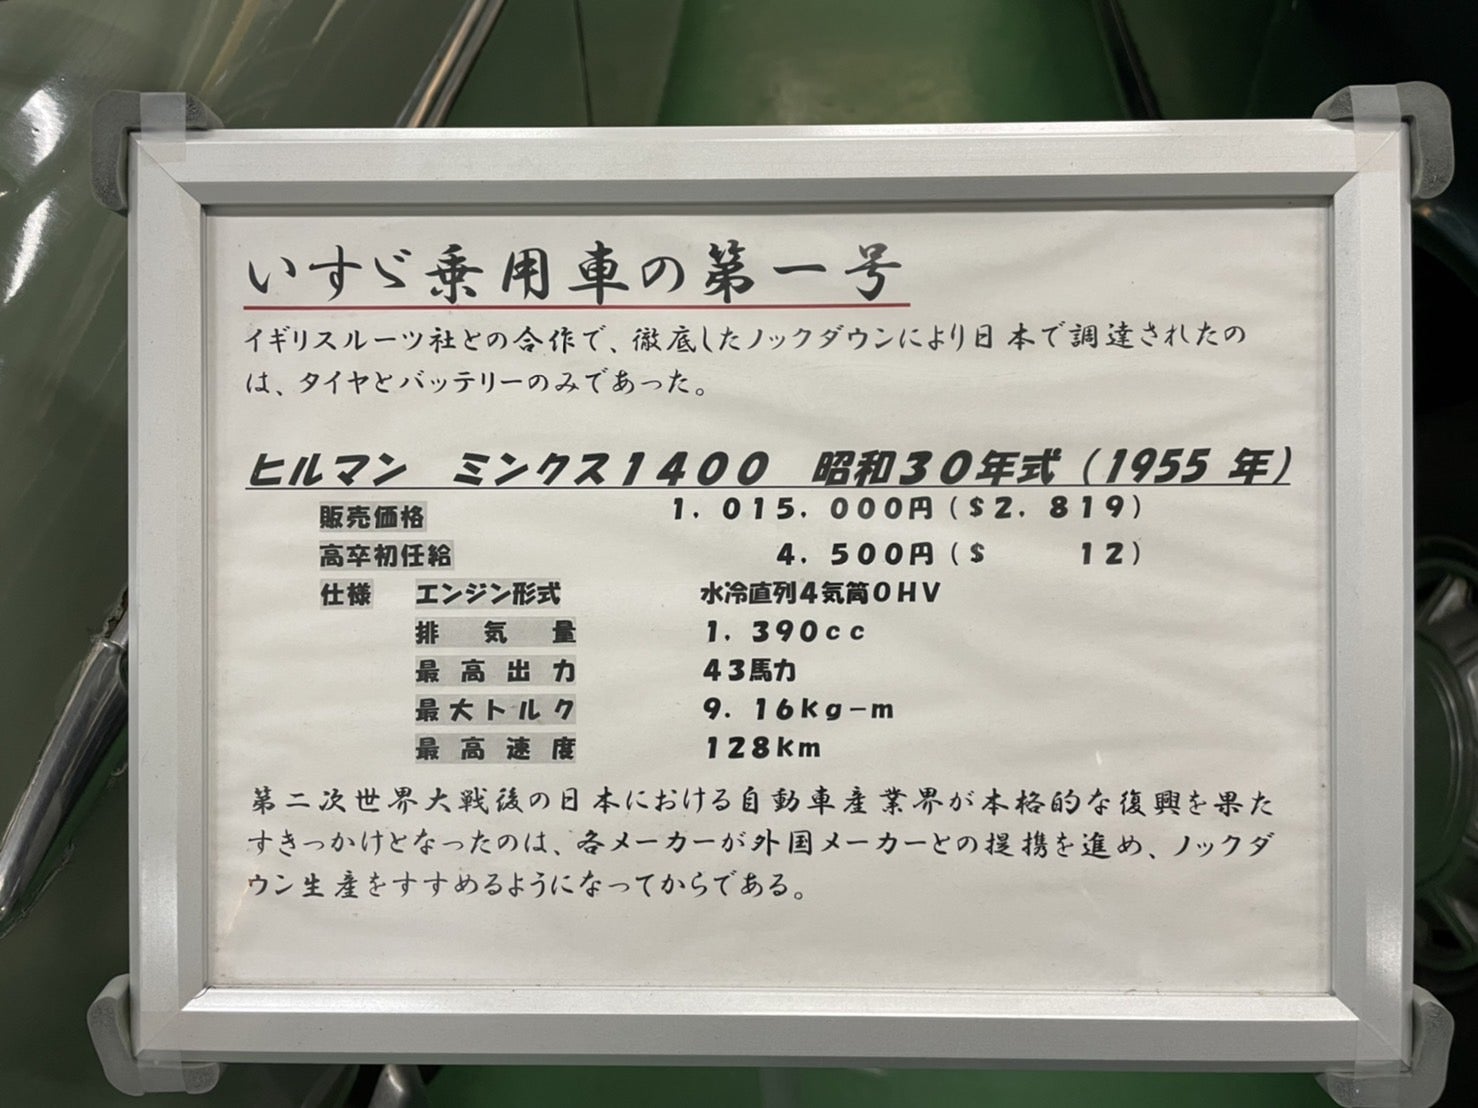 いすゞ乗用車の第一号
イギリスルーツ社との合作で、徹底したノックダウンにより日本で調達されたの
は、タイヤとバッテリーのみであった。
ヒルマン　ミンクス１４００　昭和３０年式（1955 年）
販売価格　１．０１５．０００円（＄２．８１９）
高卒初任給　４．５００円（＄　　　１２）
仕様　エンジン形式　水冷直列４気筒ＯＨＶ
排　気　量　１．３９０ｃｃ
最 高 出 力　４３馬力
最大トルク　９．１６ｋｇ－ｍ
最 高 速 度　１２８ｋｍ
第二次世界大戦後の日本における自動車産業界が本格的な復興を果た
すきっかけとなったのは、各メーカーが外国メーカーとの提携を進め、ノックダ
ウン生産をすすめるようになってからである。